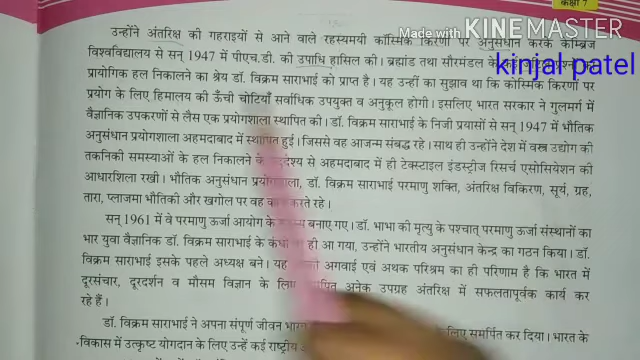 कक्षा 7
Made with KINEMASTER
kinjal patel
उन्होंने अंतरिक्ष की गहराइयों से आने वाले रहस्यमयी कॉस्मिक किरणों पर अनुसंधान करके कैम्ब्रिज
विश्वविद्यालय से सन् 1947 में पीएच.डी. की उपाधि हासिल की। ब्रह्मांड तथा सौरमंडल के
प्रायोगिक हल निकालने का श्रेय डॉ. विक्रम साराभाई को प्राप्त है। यह उन्हीं का सुझाव था कि कॉस्मिक किरणों पर
प्रयोग के लिए हिमालय की ऊँची चोटियाँ सर्वाधिक उपयुक्त व अनुकूल होगी। इसलिए भारत सरकार ने गुलमर्ग में
वैज्ञानिक उपकरणों से लैस एक प्रयोगशाला स्थापित की। डॉ. विक्रम साराभाई के निजी प्रयासों से सन् 1947 में भौतिक
अनुसंधान प्रयोगशाला अहमदाबाद में स्थापित हुई। जिससे वह आजन्म संबद्ध रहे। साथ ही उन्होंने देश में वस्त्र उद्योग की
तकनिकी समस्याओं के हल निकालने के उद्देश्य से अहमदाबाद में ही टेक्स्टाइल इंडस्ट्रीज रिसर्च एसोसियेशन की
आधारशिला रखी। भौतिक अनुसंधान प्रयोगशाला, डॉ. विक्रम साराभाई परमाणु शक्ति, अंतरिक्ष विकिरण, सूर्य, ग्रह,
तारा, प्लाजमा भौतिकी और खगोल पर वह करते रहे।
सन् 1961 में वे परमाणु ऊर्जा आयोग के बनाए गए। डॉ. भाभा की मृत्यु के पश्चात् परमाणु ऊर्जा संस्थानों का
भार युवा वैज्ञानिक डॉ. विक्रम साराभाई के कंधों ही आ गया, उन्होंने भारतीय अनुसंधान केन्द्र का गठन किया। डॉ.
विक्रम साराभाई इसके पहले अध्यक्ष बने। यह अगवाई एवं अथक परिश्रम का ही परिणाम है कि भारत में
दूरसंचार, दूरदर्शन व मौसम विज्ञान के लिए अनेक उपग्रह अंतरिक्ष में सफलतापूर्वक कार्य कर
रहे हैं।
डॉ. विक्रम साराभाई ने अपना संपूर्ण जीवन के लिए समर्पित कर दिया। भारत के
विकास में उत्कृष्ट योगदान के लिए उन्हें कई राष्ट्रीय